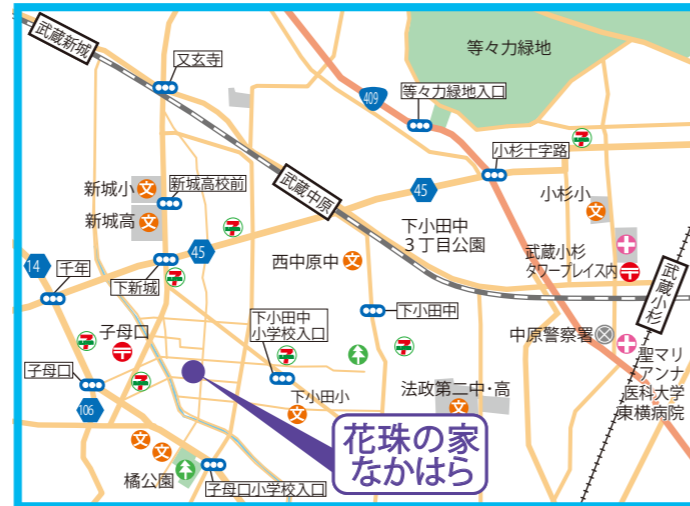 武蔵新城
又玄寺
等々力緑地
409
等々力緑地入口
小杉十字路
武蔵中原
45
新城小
新城高校前
新城高
小杉小
下小田中
3丁目公園
西中原中
武蔵小杉
タワープレイス内
武蔵小杉
14
千年
45
下新城
下小田中
小学校入口
下小田中
子母口
中原警察署
聖マリ
アンナ
医科大学
東横病院
子母口
106
下小田小
法政第二中・高
花珠の家
なかはら
橘公園
子母口小学校入口